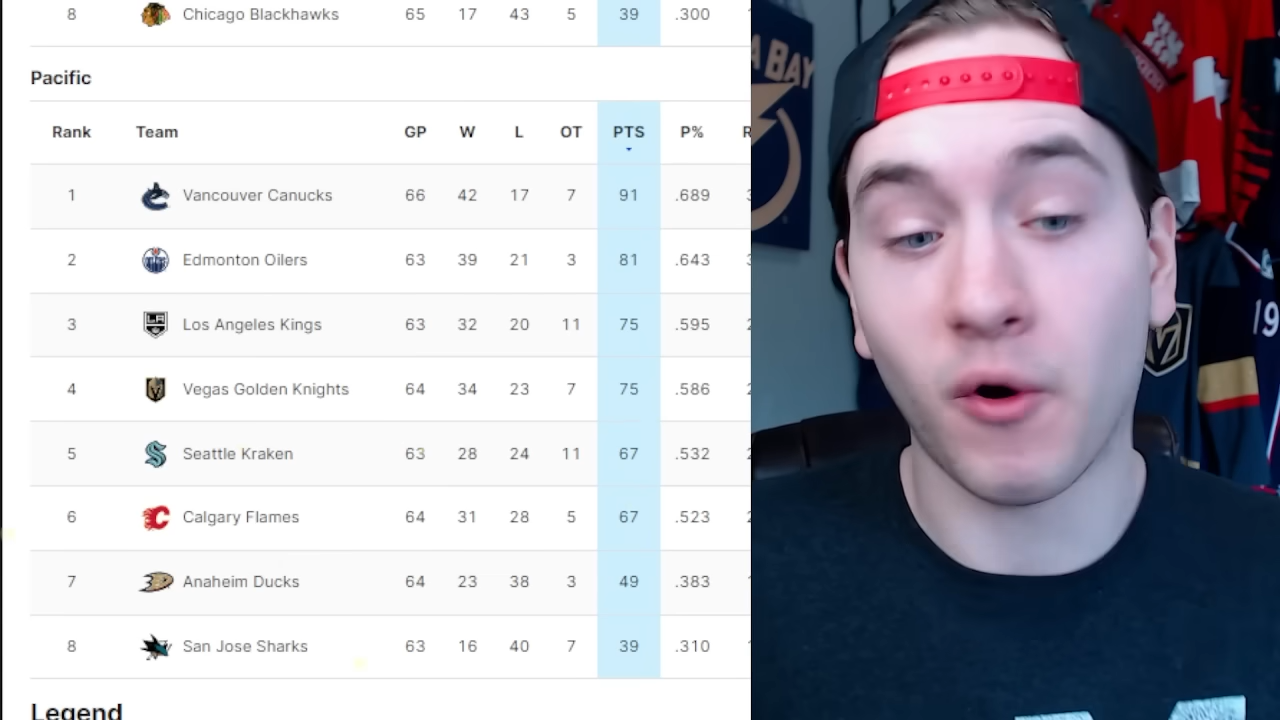 8 Chicago Blackhawks 65 17 43 5 39 .300
Pacific
Rank Team GP W L OT PTS P%
1 Vancouver Canucks 66 42 17 7 91 .689
2 Edmonton Oilers 63 39 21 3 81 .643
3 Los Angeles Kings 63 32 20 11 75 .595
4 Vegas Golden Knights 64 34 23 7 75 .586
5 Seattle Kraken 63 28 24 11 67 .532
6 Calgary Flames 64 31 28 5 67 .523
7 Anaheim Ducks 64 23 38 3 49 .383
8 San Jose Sharks 63 16 40 7 39 .310
Legend
A BAY
19